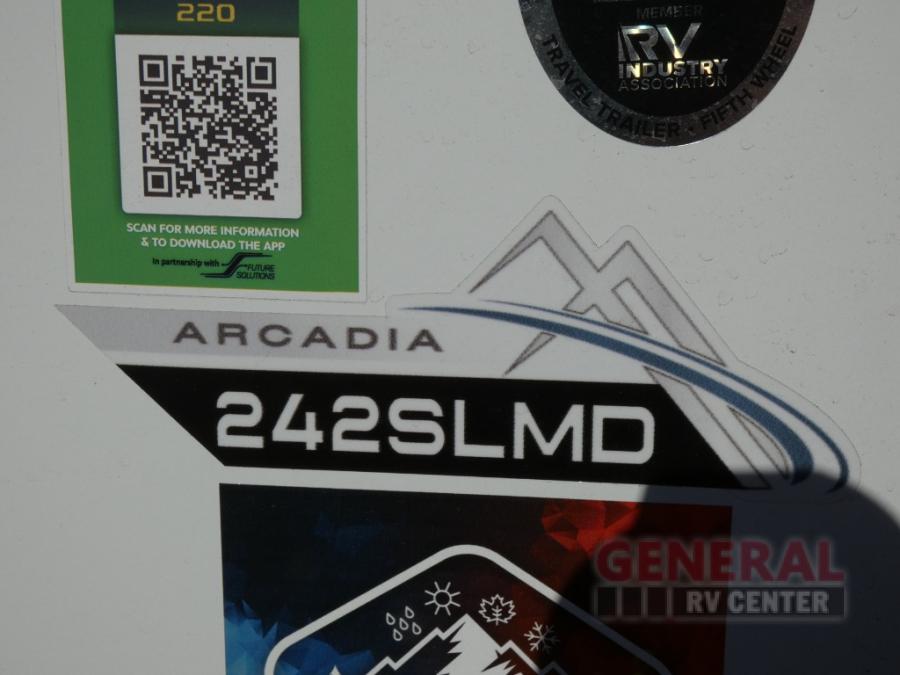 220
SCAN FOR MORE INFORMATION
& TO DOWNLOAD THE APP
In partnership with FUTURE
SOLUTIONS
MEMBER
RV
INDUSTRY
ASSOCIATION
TRAVEL TRAILER - FIFTH WHEEL
ARCADIA
242SLMD
GENERAL
RV CENTER